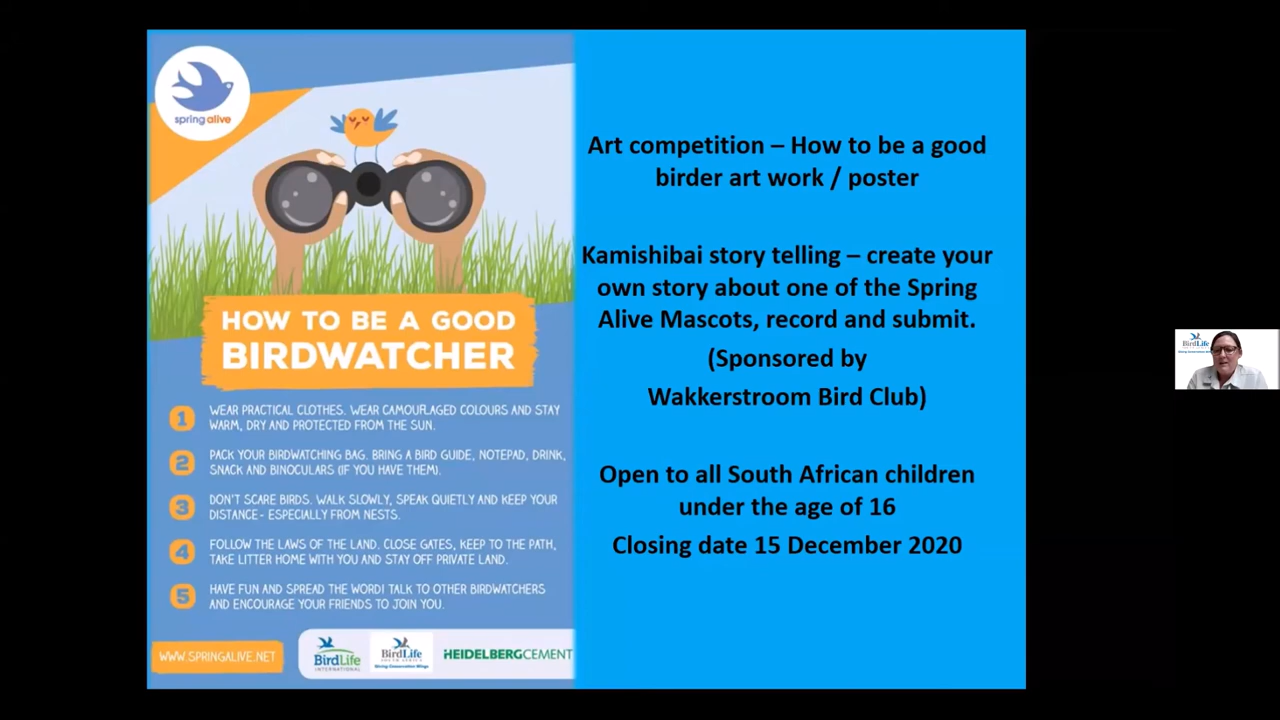 spring alive
HOW TO BE A GOOD
BIRDWATCHER
1 WEAR PRACTICAL CLOTHES. WEAR CAMOUFLAGED COLOURS AND STAY
WARM, DRY AND PROTECTED FROM THE SUN.
2 PACK YOUR BIRDWATCHING BAG. BRING A BIRD GUIDE, NOTEPAD, DRINK,
SNACK AND BINOCULARS (IF YOU HAVE THEM).
3 DON'T SCARE BIRDS. WALK SLOWLY, SPEAK QUIETLY AND KEEP YOUR
DISTANCE- ESPECIALLY FROM NESTS.
4 FOLLOW THE LAWS OF THE LAND. CLOSE GATES, KEEP TO THE PATH,
TAKE LITTER HOME WITH YOU AND STAY OFF PRIVATE LAND.
5 HAVE FUN AND SPREAD THE WORD! TALK TO OTHER BIRDWATCHERS
AND ENCOURAGE YOUR FRIENDS TO JOIN YOU.
WWW.SPRINGALIVE.NET
BirdLife
INTERNATIONAL
BirdLife
SOUTH AFRICA
Giving Conservation Wings
HEIDELBERGCEMENT
Art competition – How to be a good
birder art work / poster
Kamishibai story telling – create your
own story about one of the Spring
Alive Mascots, record and submit.
(Sponsored by
Wakkerstroom Bird Club)
Open to all South African children
under the age of 16
Closing date 15 December 2020
BirdLife